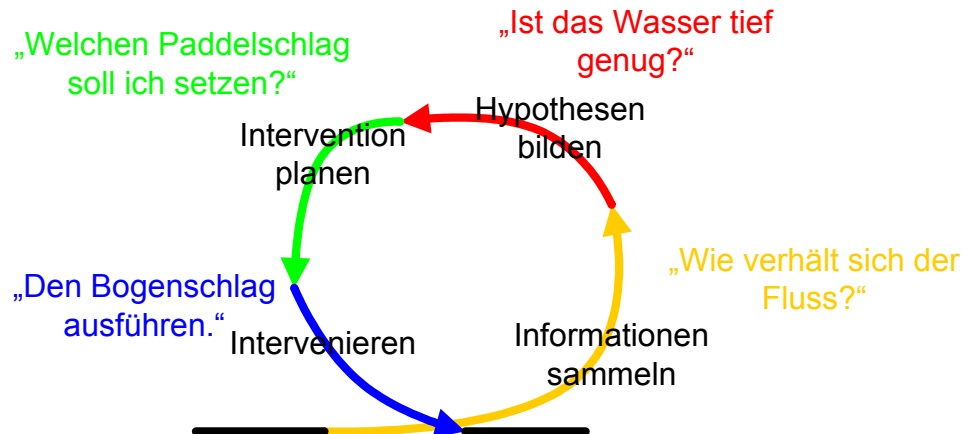 „Welchen Paddelschlag
soll ich setzen?“
„Ist das Wasser tief
genug?“
Intervention
planen
Hypothesen
bilden
„Den Bogenschlag
ausführen.“
Intervenieren
„Wie verhält sich der
Fluss?“
Informationen
sammeln